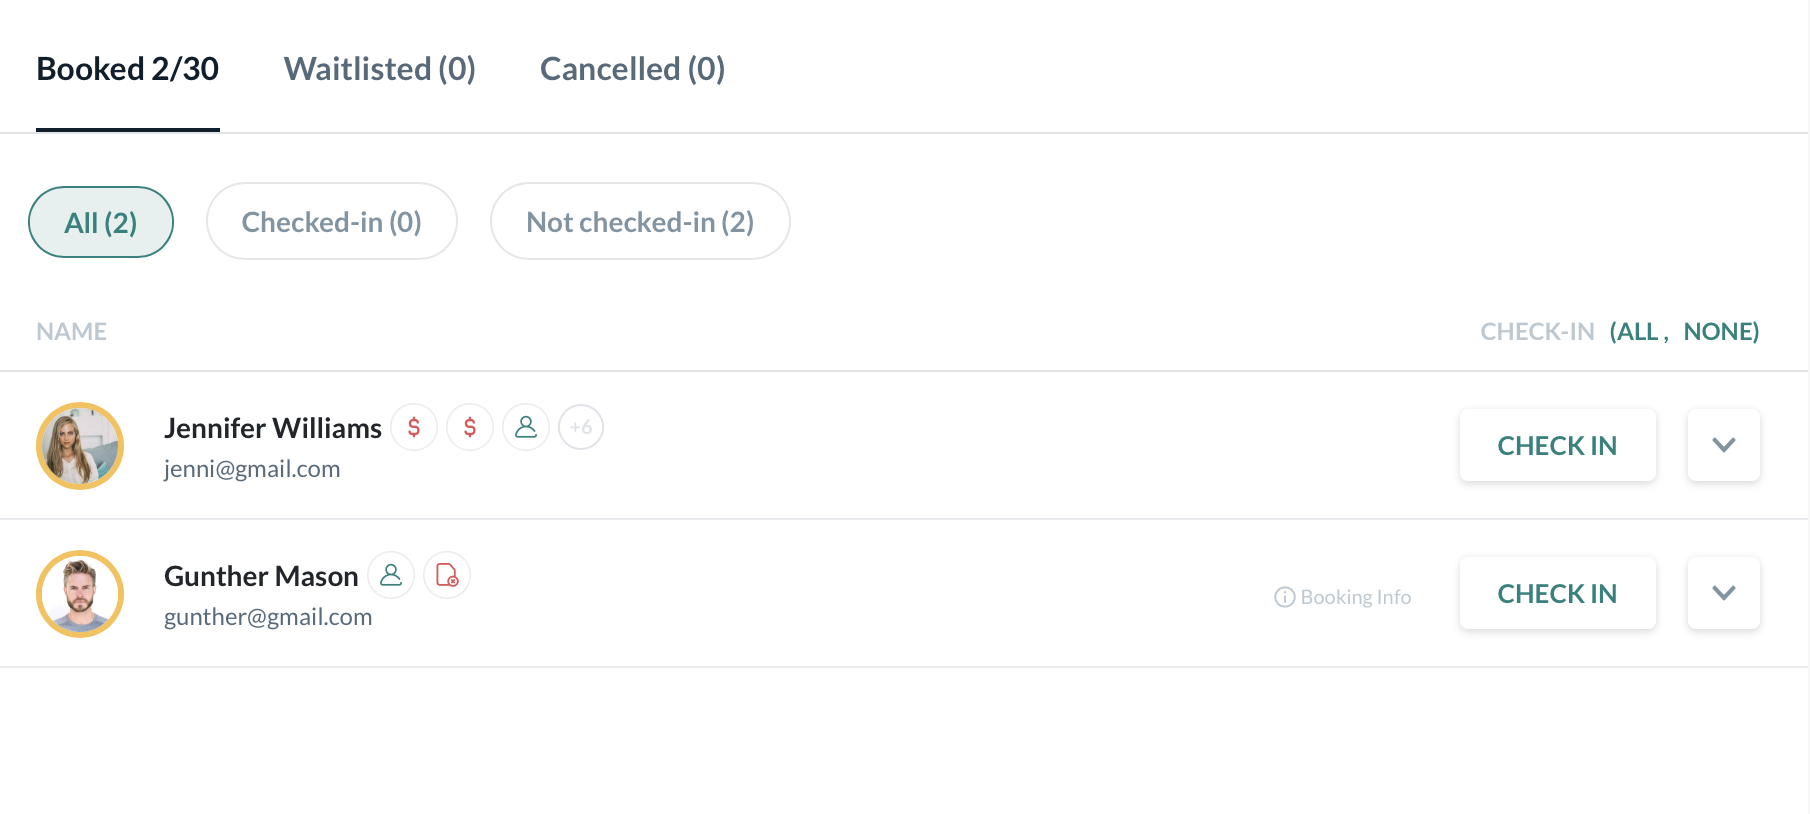 Booked 2/30 Waitlisted (0) Cancelled (0)
All (2) Checked-in (0) Not checked-in (2)
NAME CHECK-IN (ALL , NONE)
Jennifer Williams $ $ +6
jenni@gmail.com
CHECK IN
Gunther Mason
gunther@gmail.com
Booking Info CHECK IN